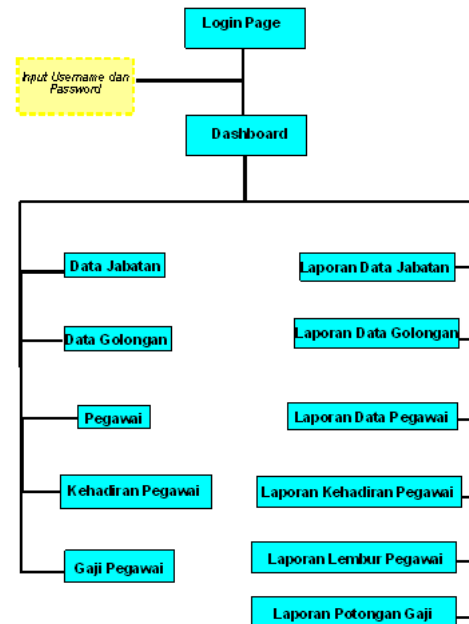 Login Page
Input Username dan
Password
Dashboard
Data Jabatan
Laporan Data Jabatan
Data Golongan
Laporan Data Golongan
Pegawai
Laporan Data Pegawai
Kehadiran Pegawai
Laporan Kehadiran Pegawai
Gaji Pegawai
Laporan Lembur Pegawai
Laporan Potongan Gaji